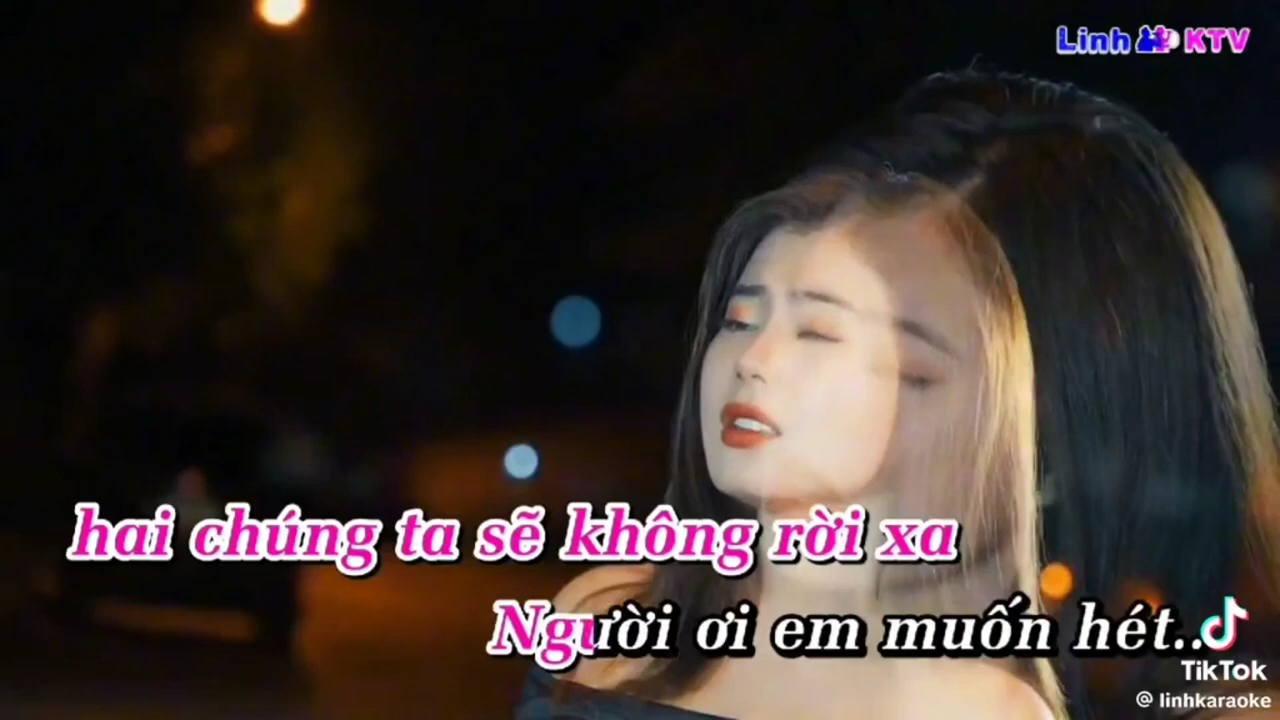 Linh KTV
hai chúng ta sẽ không rời xa
Người ơi em muốn hét..
TikTok
@ linhkaraoke